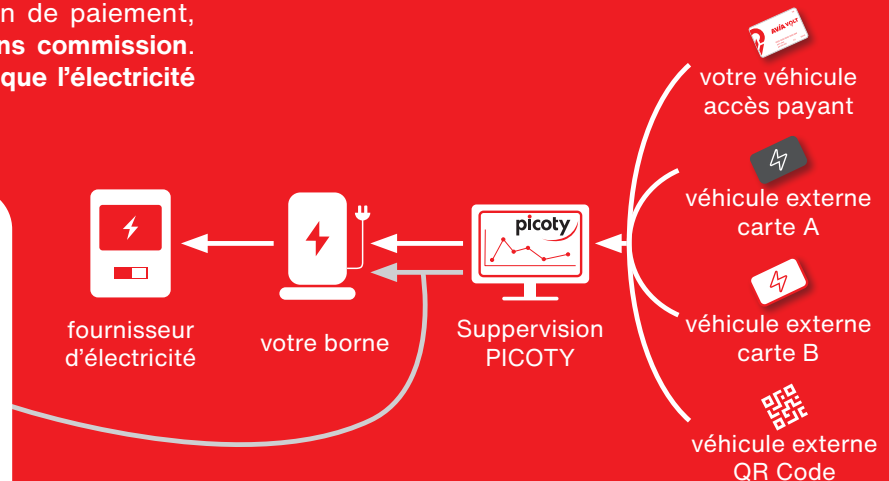 n de paiement,
ns commission.
que l'électricité
AVIA VOLT
votre véhicule
accès payant
véhicule externe
carte A
picoty
fournisseur
d'électricité
votre borne
Suppervision
PICOTY
véhicule externe
carte B
véhicule externe
QR Code